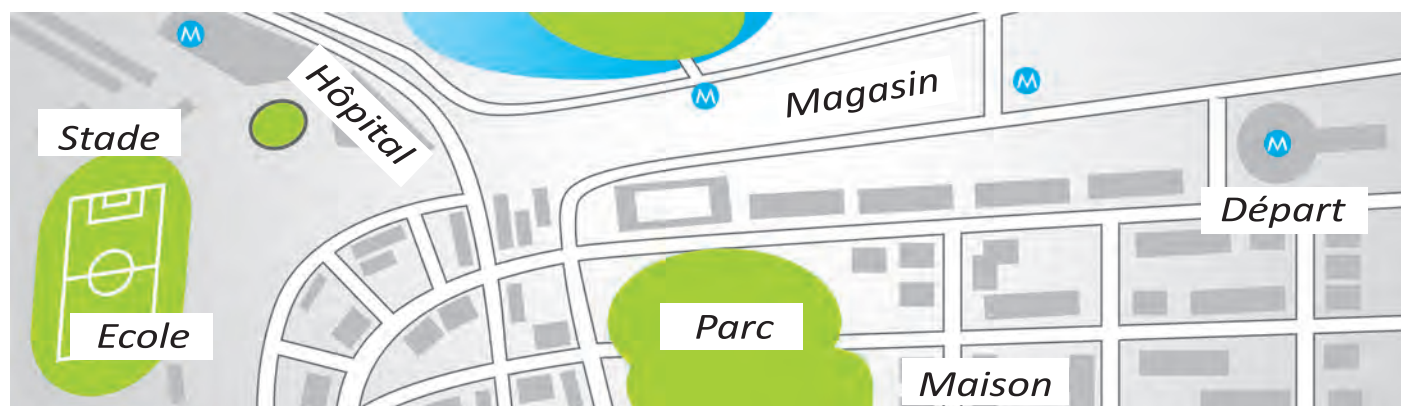 M
Hôpital
M
Magasin
M
Stade
M
Départ
Ecole
Parc
Maison